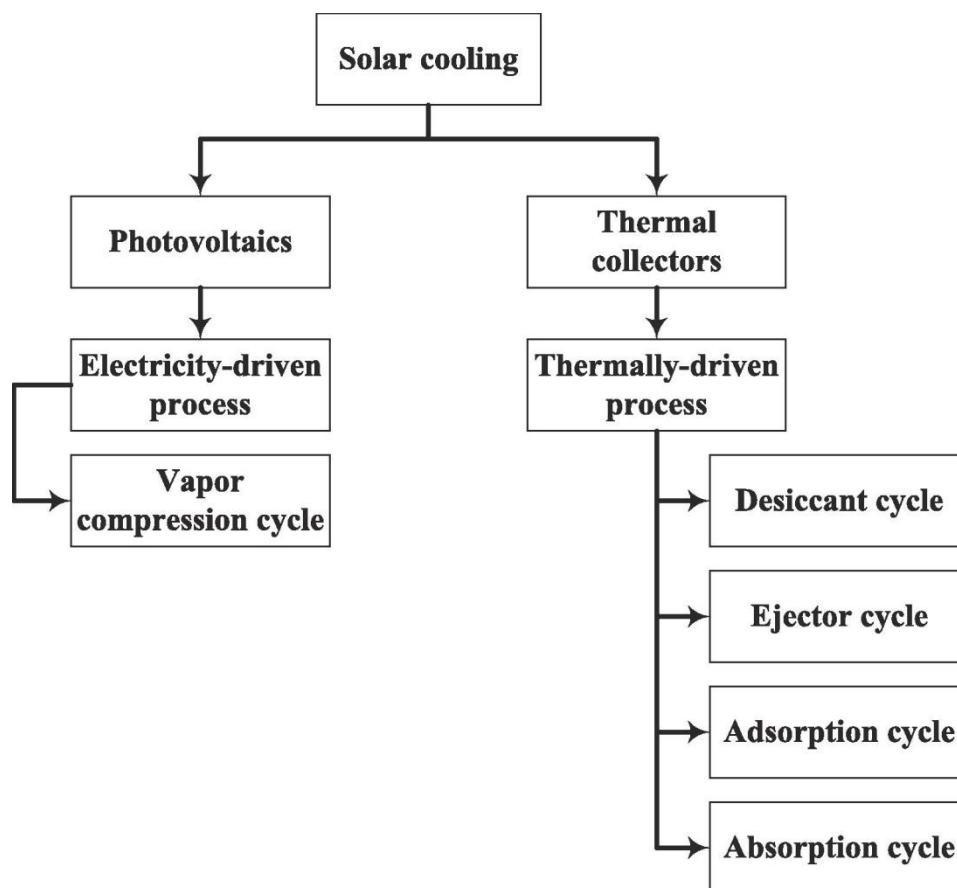 Solar cooling
Photovoltaics
Thermal
collectors
Electricity-driven
process
Thermally-driven
process
Vapor
compression cycle
Desiccant cycle
Ejector cycle
Adsorption cycle
Absorption cycle